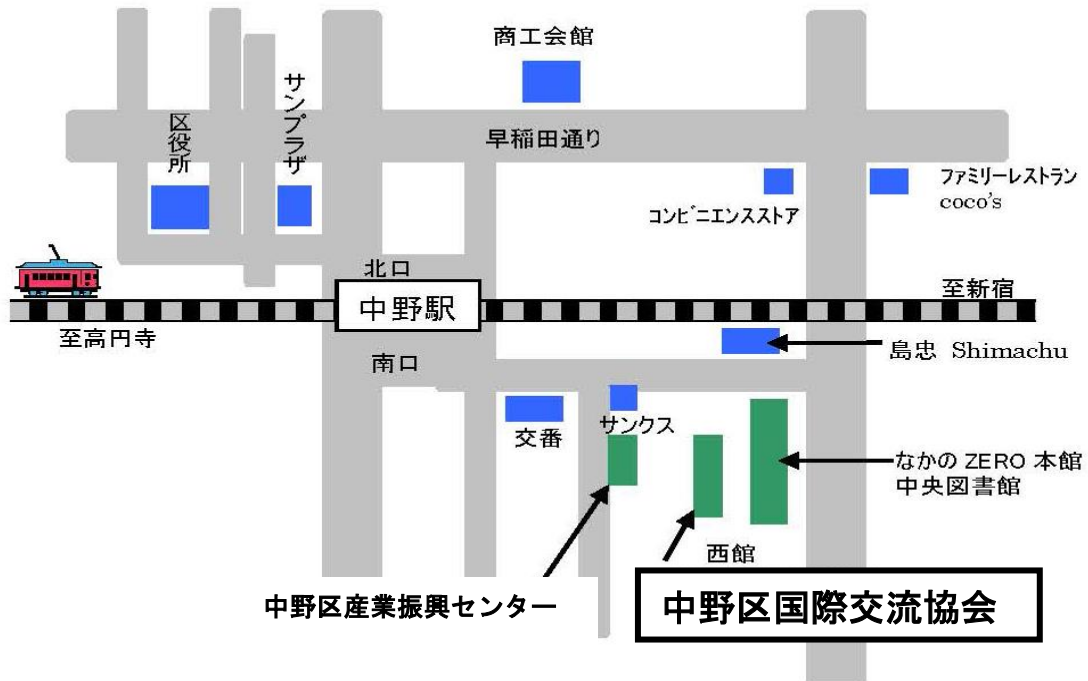 商工会館
サンプラザ
区役所
早稲田通り
コンビニエンスストア
ファミリーレストラン
coco's
北口
中野駅
至新宿
至高円寺
島忠 Shimachu
南口
交番
サンクス
なかの ZERO 本館
中央図書館
西館
中野区産業振興センター
中野区国際交流協会